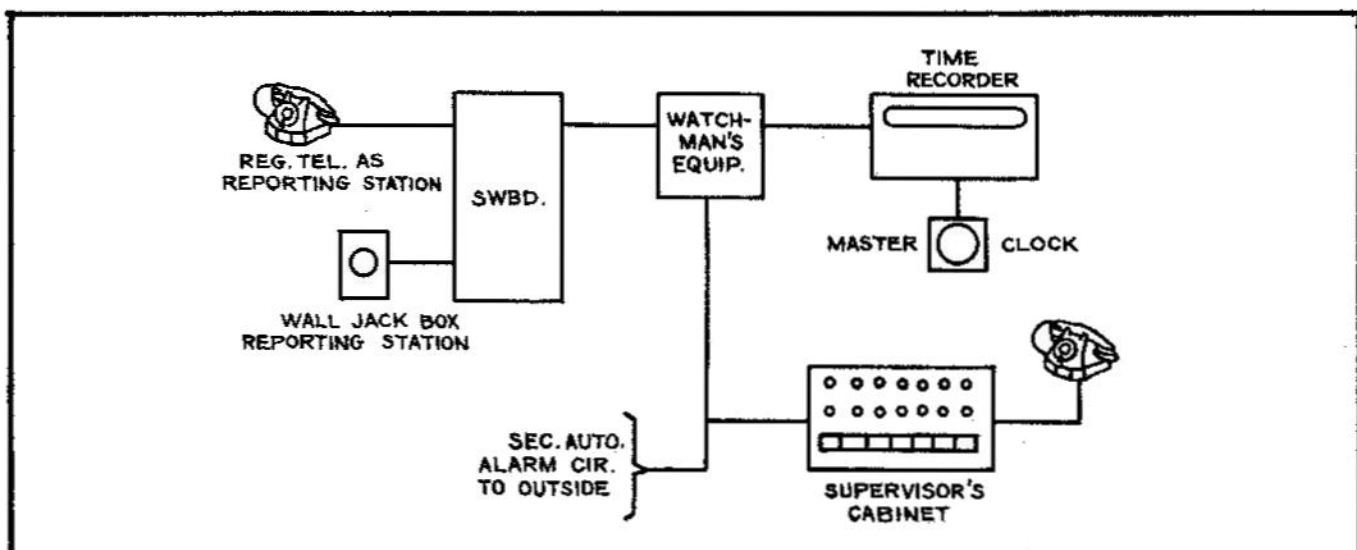 TIME
RECORDER
WATCH-
MAN'S
EQUIP.
REG. TEL. AS
REPORTING STATION
SWBD.
MASTER CLOCK
WALL JACK BOX
REPORTING STATION
SEC. AUTO.
ALARM CIR.
TO OUTSIDE
SUPERVISOR'S
CABINET